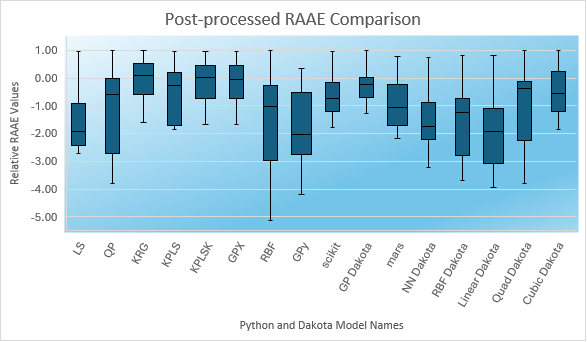 Post-processed RAAE Comparison
Relative RAAE Values
1.00
0.00
-1.00
-2.00
-3.00
-4.00
-5.00
LS
QP
KRG
KPLS
KPLSK
GPX
RBF
GPy
scikit
GP Dakota
mars
NN Dakota
RBF Dakota
Linear Dakota
Quad Dakota
Cubic Dakota
Python and Dakota Model Names